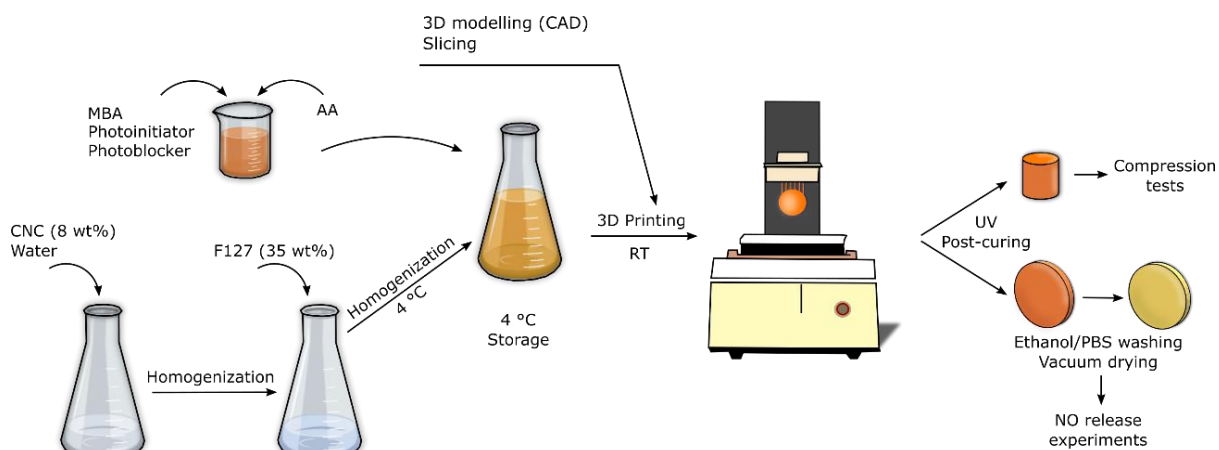 3D modelling (CAD)
Slicing
MBA
Photoinitiator
Photoblocker
AA
CNC (8 wt%)
Water
F127 (35 wt%)
Homogenization
Homogenization
4 °C
4 °C
Storage
3D Printing
RT
UV
Post-curing
Compression
tests
Ethanol/PBS washing
Vacuum drying
NO release
experiments